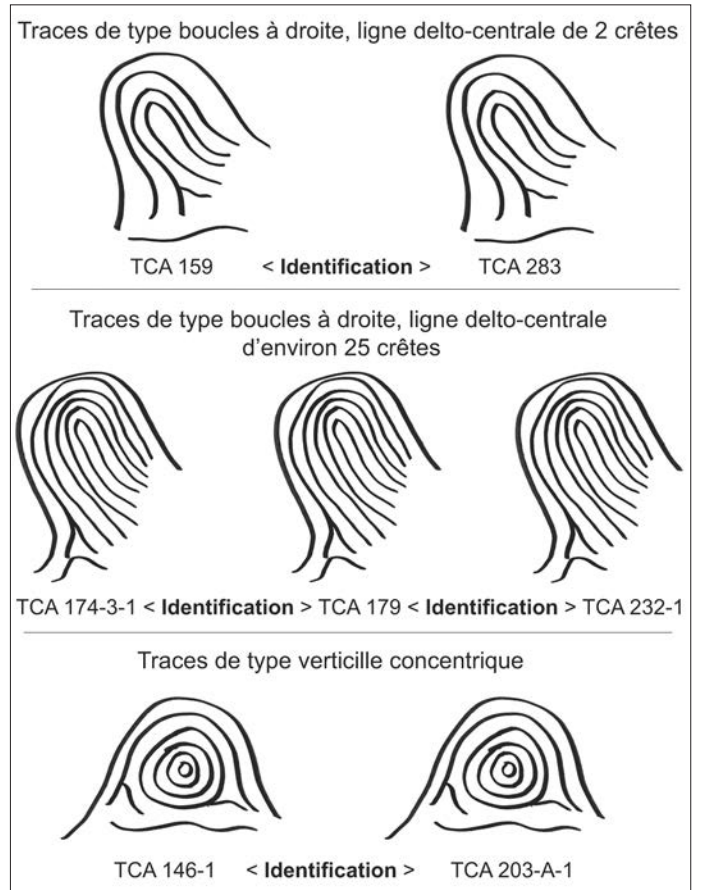 Traces de type boucles à droite, ligne delto-centrale de 2 crêtes
TCA 159 < Identification > TCA 283
Traces de type boucles à droite, ligne delto-centrale
d'environ 25 crêtes
TCA 174-3-1 < Identification > TCA 179 < Identification > TCA 232-1
Traces de type verticille concentrique
TCA 146-1 < Identification > TCA 203-A-1